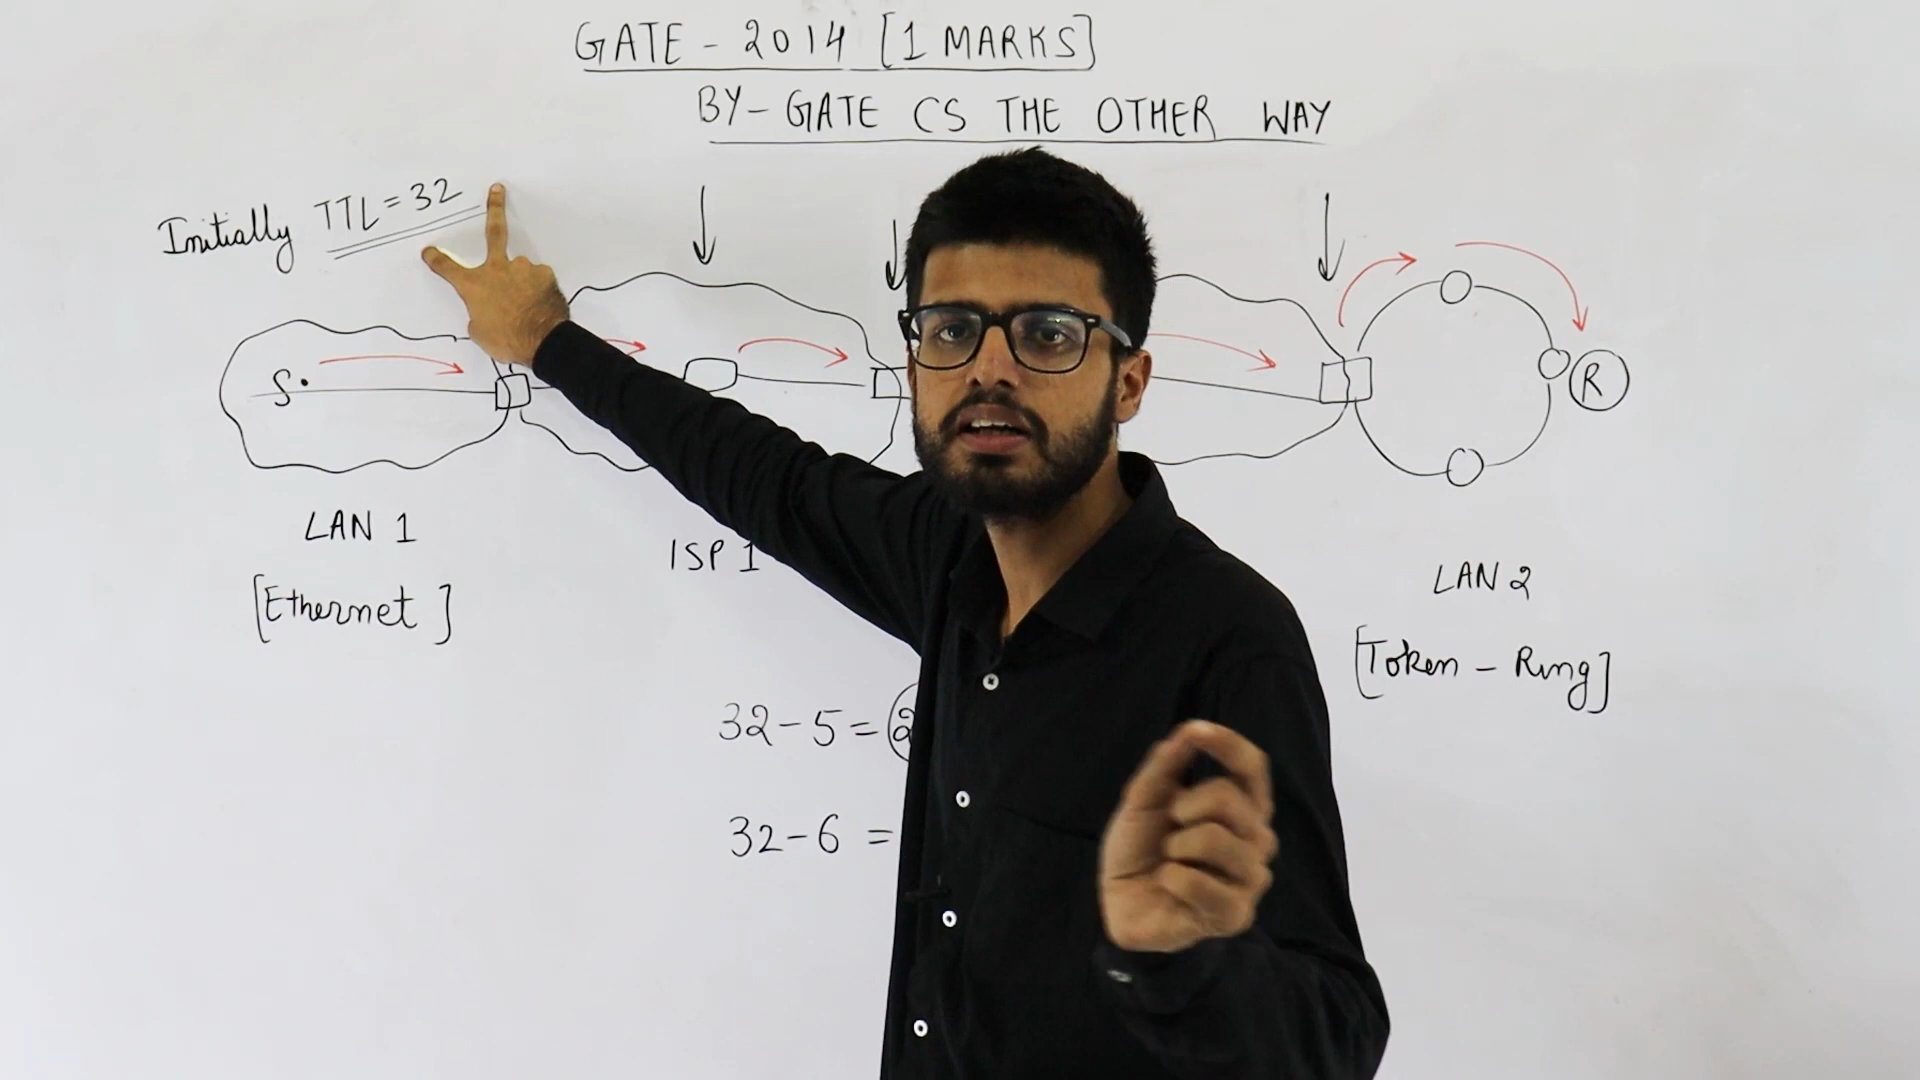 GATE - 2014 [1 MARKS]
BY - GATE CS THE OTHER WAY
Initially TTL = 32
S
R
LAN 1
[Ethernet]
ISP 1
LAN 2
[Token - Ring]
32 - 5 = 2
32 - 6 =